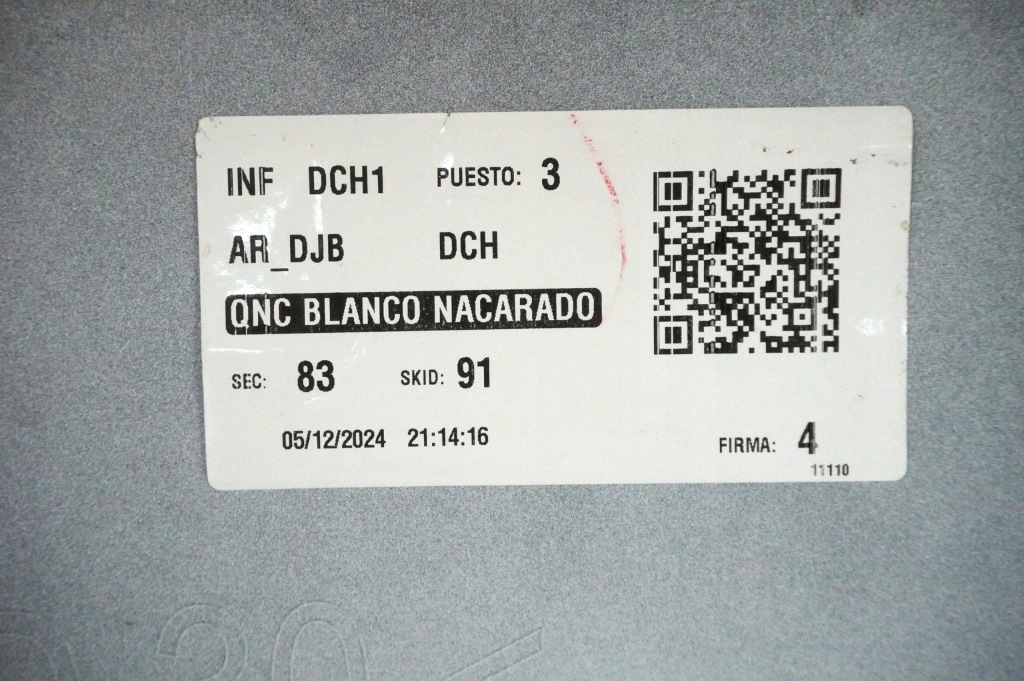 INF DCH1 PUESTO: 3
AR_DJB DCH
QNC BLANCO NACARADO
SEC: 83 SKID: 91
05/12/2024 21:14:16
FIRMA: 4
11110